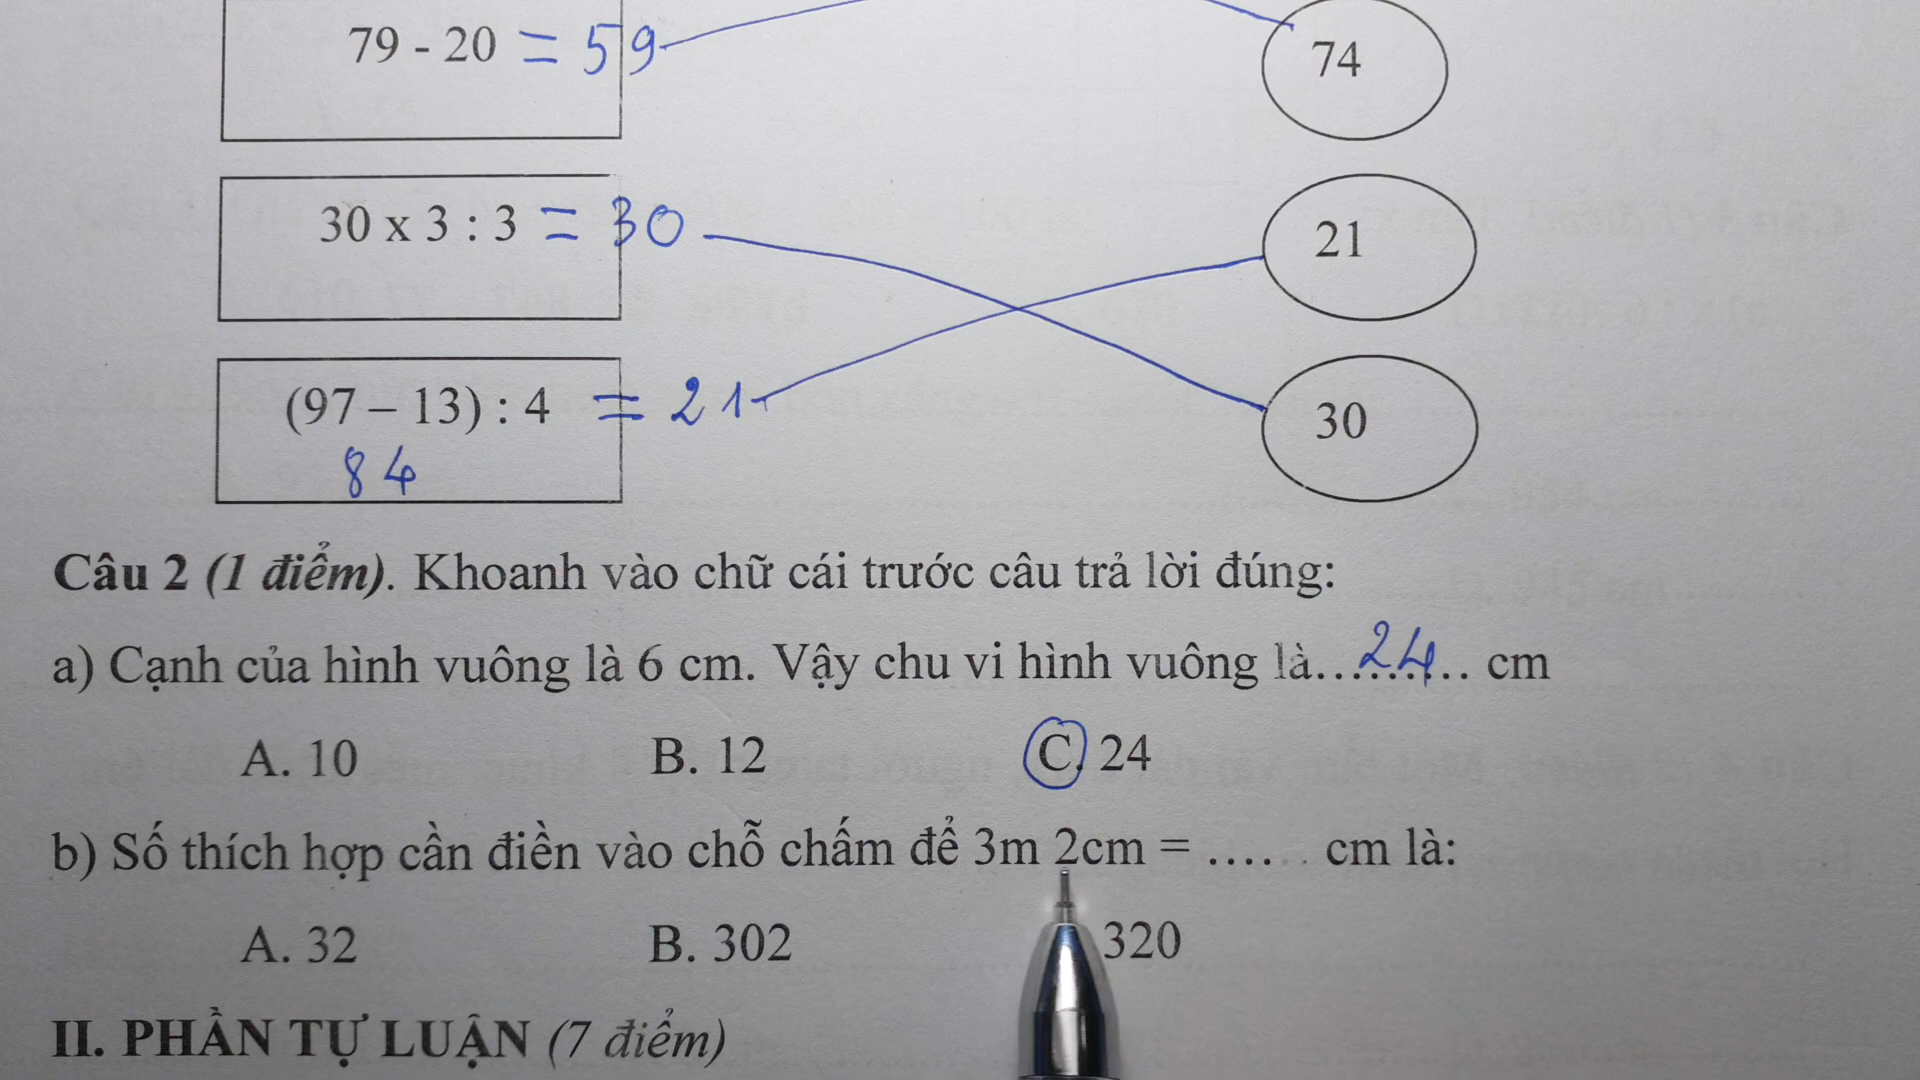 79 - 20 = 59 74
30 x 3 : 3 = 30 21
(97 – 13) : 4 = 21 30
84
Câu 2 (1 điểm). Khoanh vào chữ cái trước câu trả lời đúng:
a) Cạnh của hình vuông là 6 cm. Vậy chu vi hình vuông là...24... cm
A. 10 B. 12 C. 24
b) Số thích hợp cần điền vào chỗ chấm để 3m 2cm = ...... cm là:
A. 32 B. 302 320
II. PHẦN TỰ LUẬN (7 điểm)